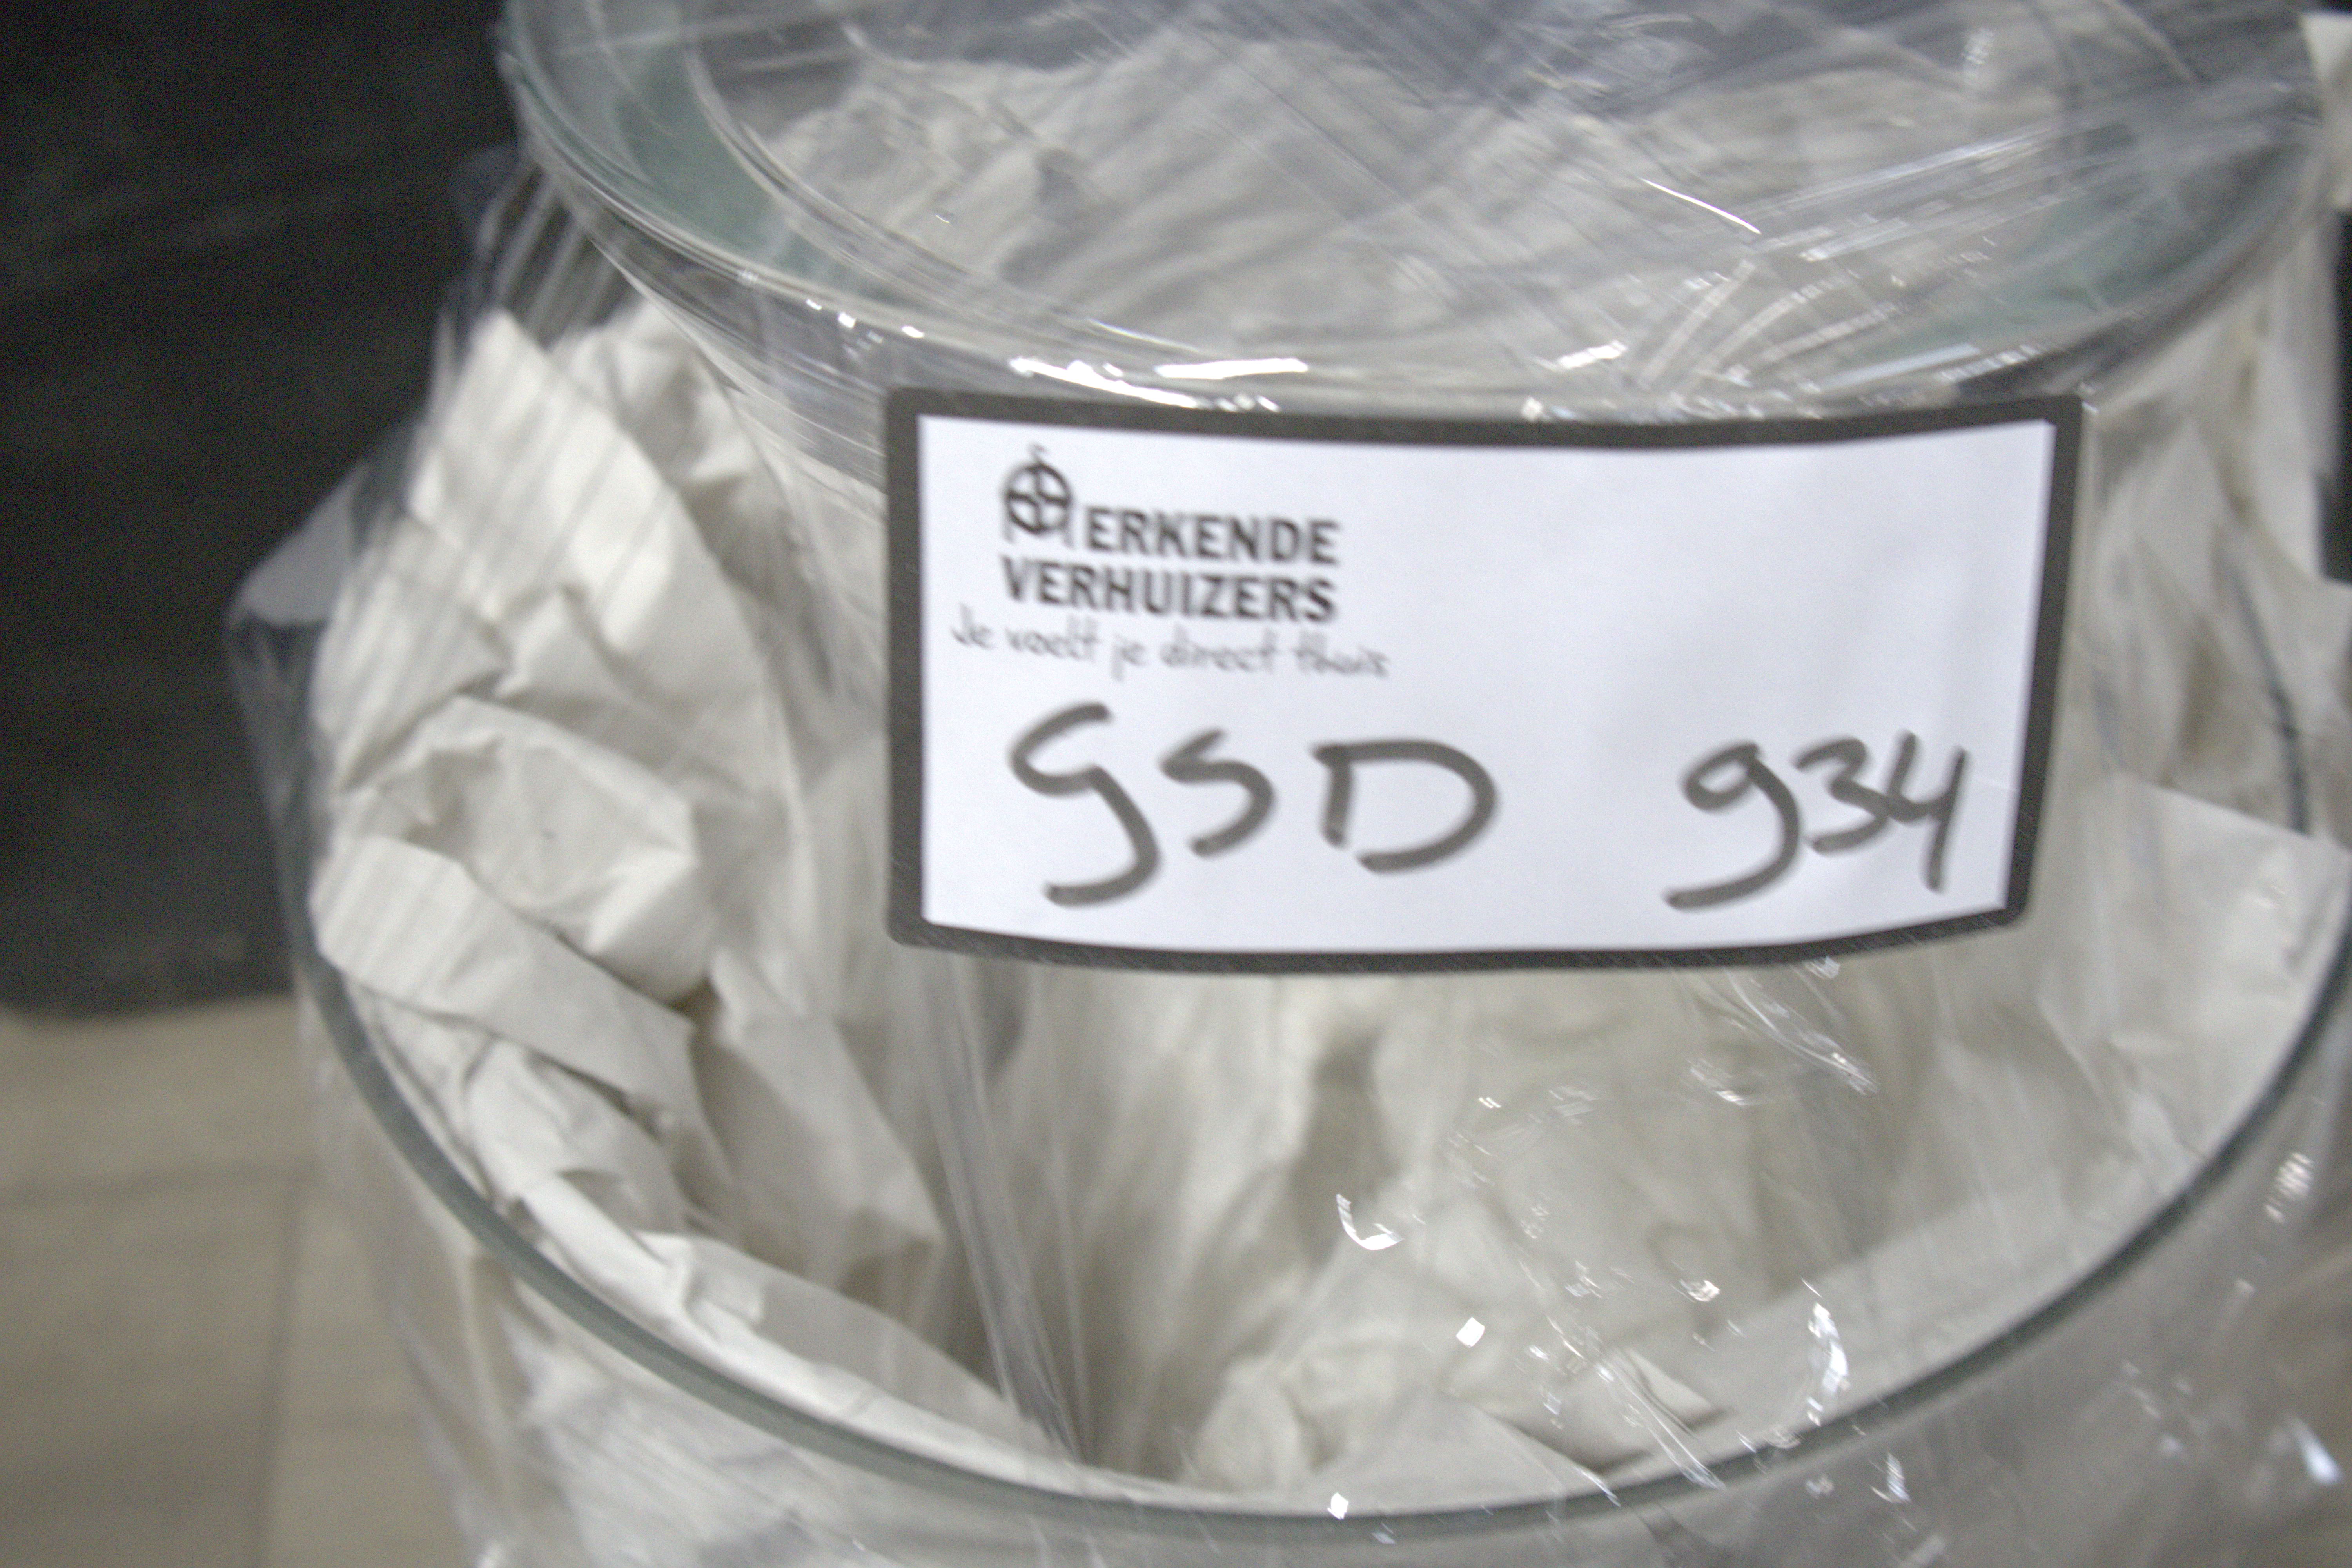 ERKENDE
VERHUIZERS
Je voelt je direct thuis
GSD 934